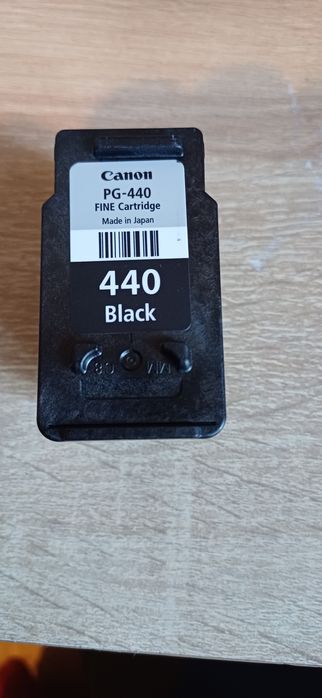 Canon
PG-440
FINE Cartridge
Made in Japan
440
Black